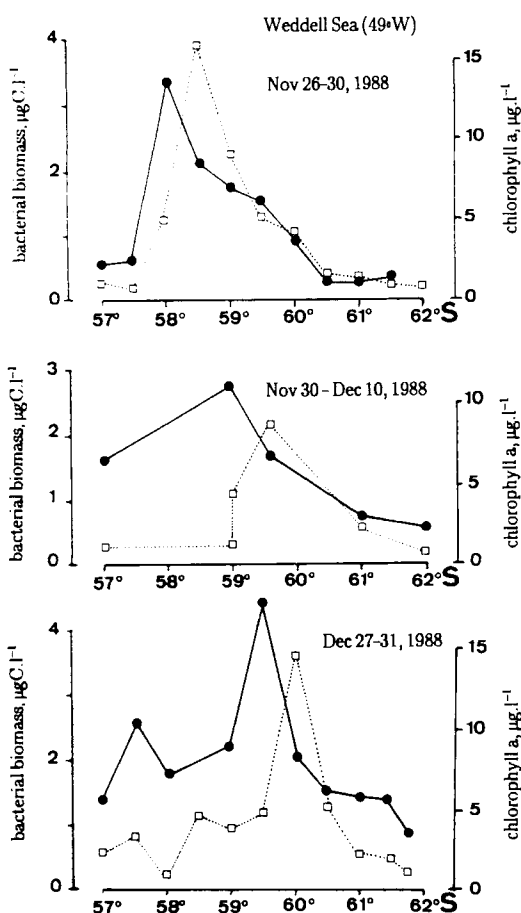 Weddell Sea (49°W)
Nov 26-30, 1988
bacterial biomass, µgC.l⁻¹
4
2
0
chlorophyll a, µg.l⁻¹
15
10
5
0
57° 58° 59° 60° 61° 62°S
Nov 30 - Dec 10, 1988
bacterial biomass, µgC.l⁻¹
3
2
1
0
chlorophyll a, µg.l⁻¹
10
5
0
57° 58° 59° 60° 61° 62°S
Dec 27-31, 1988
bacterial biomass, µgC.l⁻¹
4
2
0
chlorophyll a, µg.l⁻¹
15
10
5
0
57° 58° 59° 60° 61° 62°S